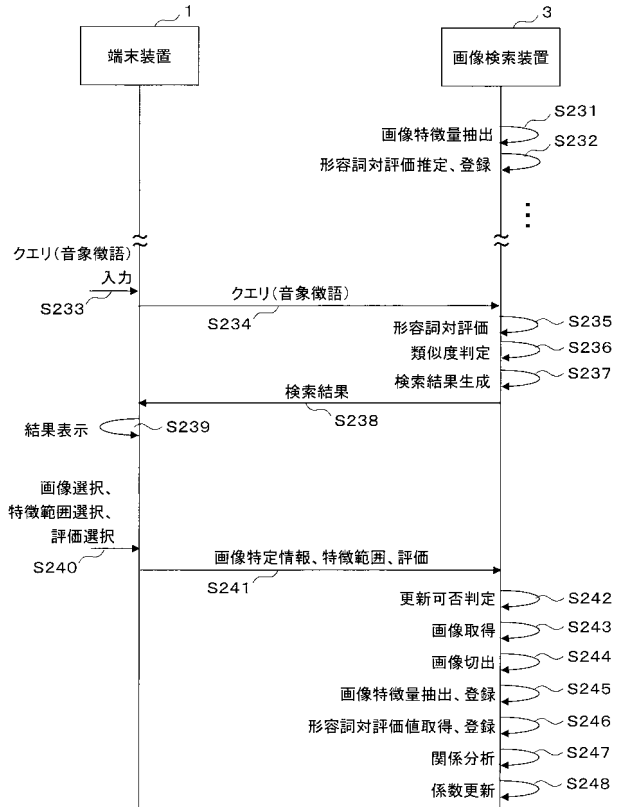 1
3
端末装置
画像検索装置
S231
画像特徴量抽出
S232
形容詞対評価推定、登録
クエリ(音象徴語)
入力
S233
クエリ(音象徴語)
S234
形容詞対評価
S235
類似度判定
S236
検索結果生成
S237
検索結果
S238
結果表示
S239
画像選択、
特徴範囲選択、
評価選択
S240
画像特定情報、特徴範囲、評価
S241
更新可否判定
S242
画像取得
S243
画像切出
S244
画像特徴量抽出、登録
S245
形容詞対評価値取得、登録
S246
関係分析
S247
係数更新
S248